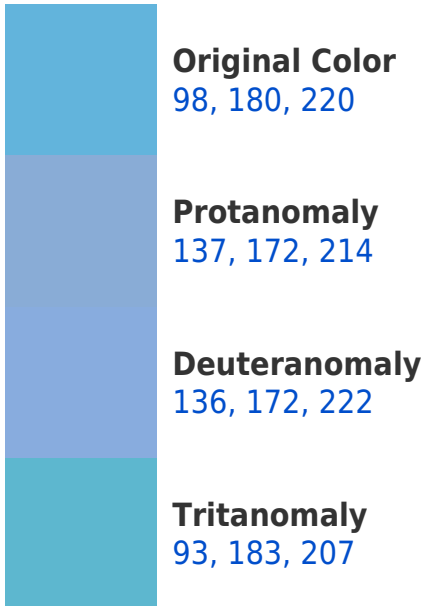 Original Color
98, 180, 220
Protanomaly
137, 172, 214
Deuteranomaly
136, 172, 222
Tritanomaly
93, 183, 207